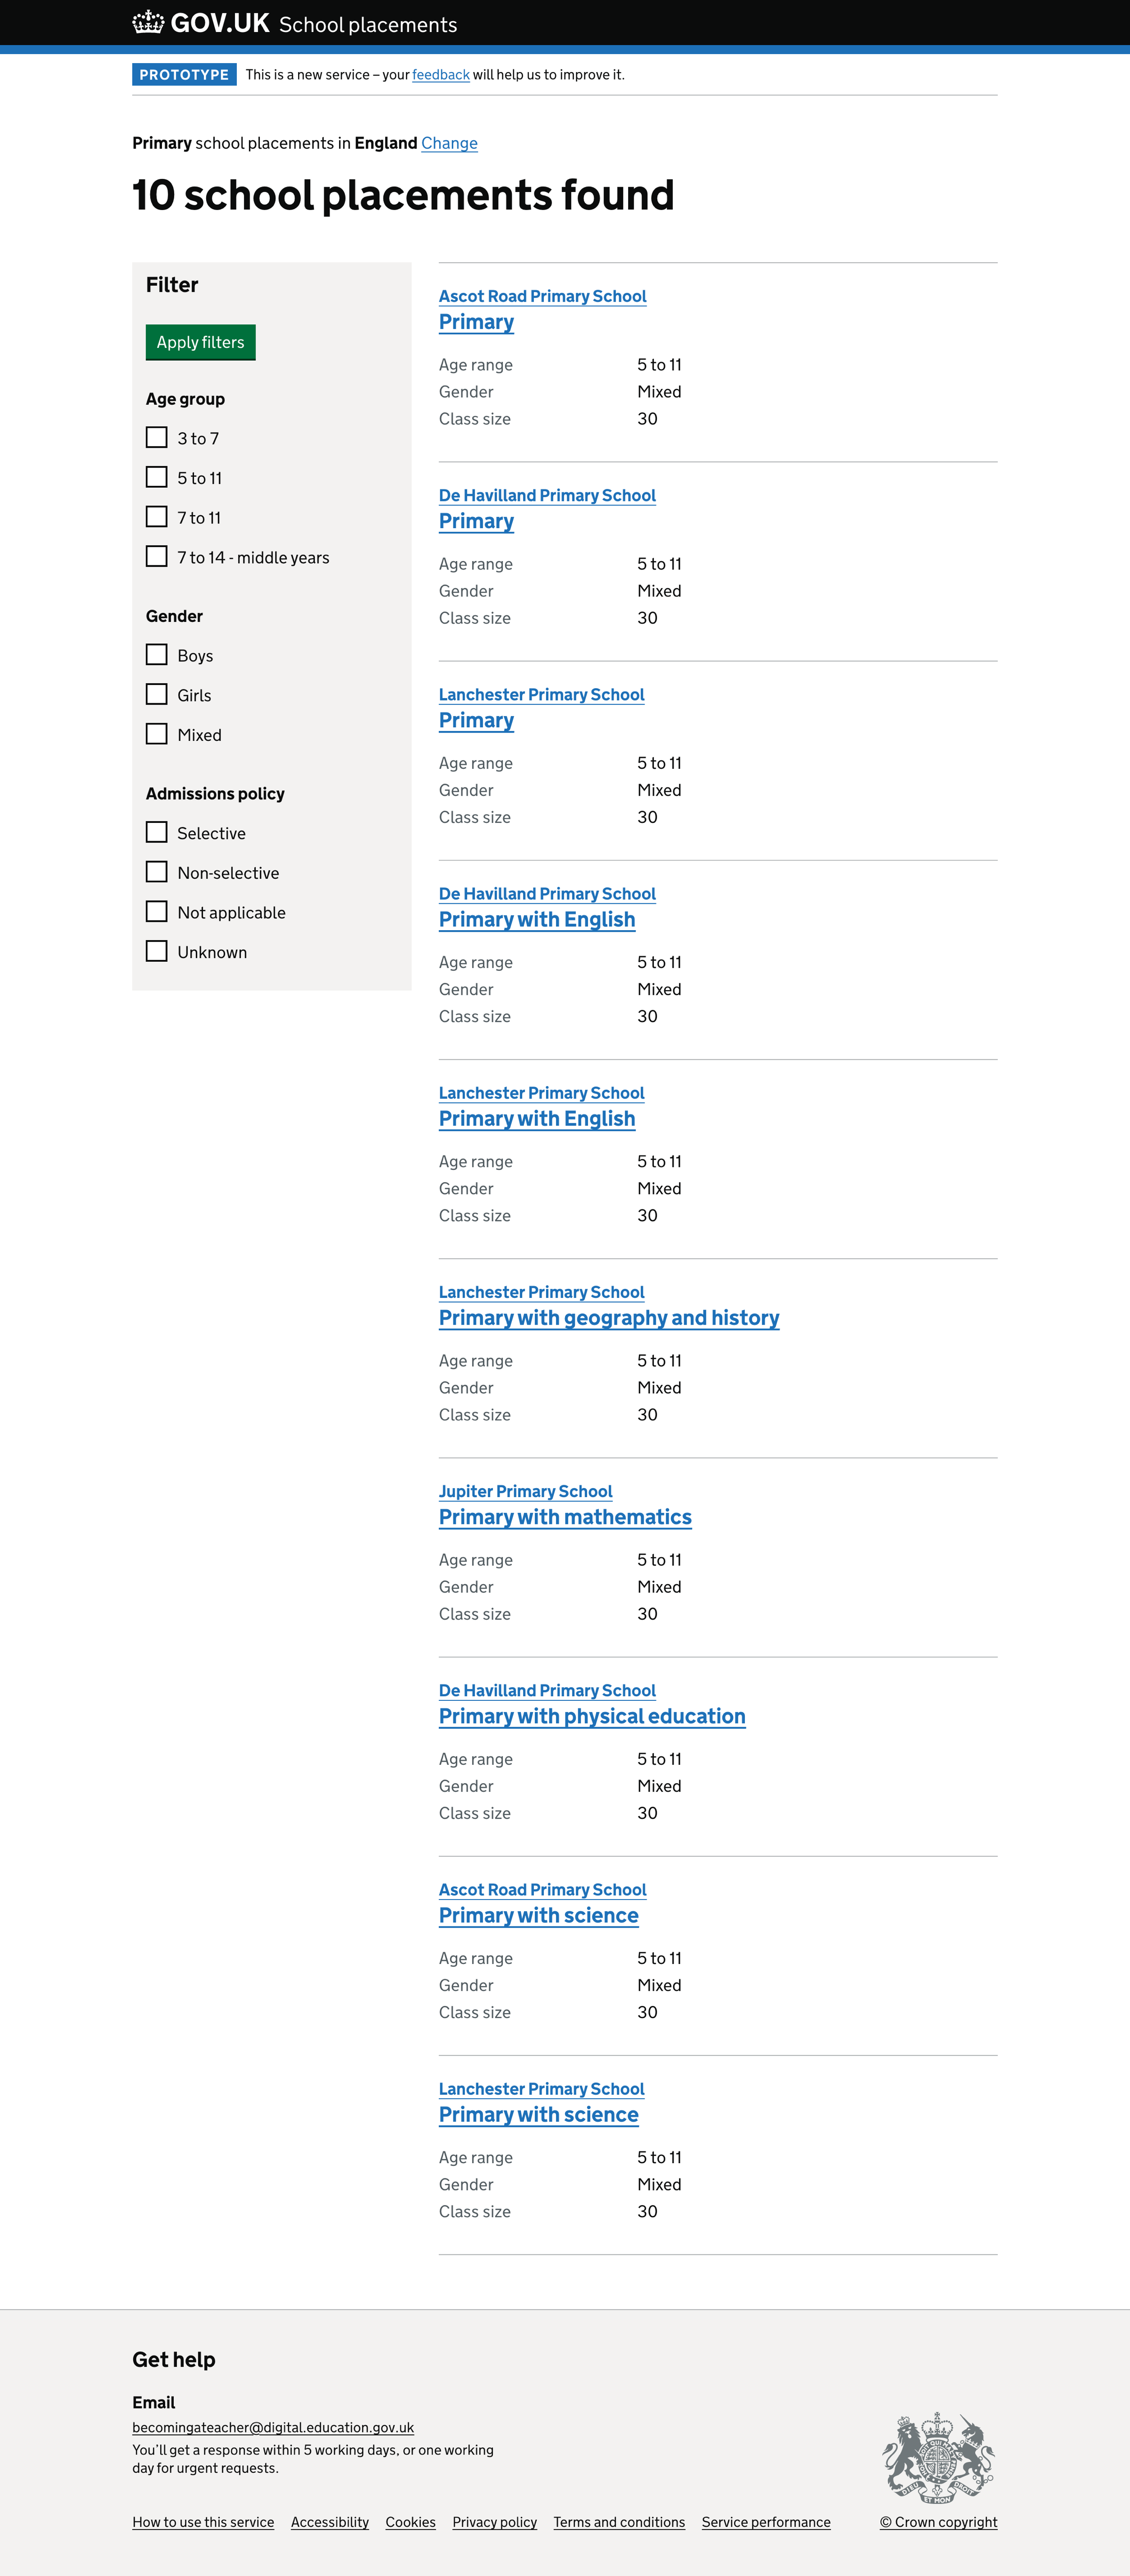 GOV.UK School placements
PROTOTYPE This is a new service – your feedback will help us to improve it.
Primary school placements in England Change
10 school placements found
Filter
Apply filters
Age group
3 to 7
5 to 11
7 to 11
7 to 14 - middle years
Gender
Boys
Girls
Mixed
Admissions policy
Selective
Non-selective
Not applicable
Unknown
Ascot Road Primary School
Primary
Age range 5 to 11
Gender Mixed
Class size 30
De Havilland Primary School
Primary
Age range 5 to 11
Gender Mixed
Class size 30
Lanchester Primary School
Primary
Age range 5 to 11
Gender Mixed
Class size 30
De Havilland Primary School
Primary with English
Age range 5 to 11
Gender Mixed
Class size 30
Lanchester Primary School
Primary with English
Age range 5 to 11
Gender Mixed
Class size 30
Lanchester Primary School
Primary with geography and history
Age range 5 to 11
Gender Mixed
Class size 30
Jupiter Primary School
Primary with mathematics
Age range 5 to 11
Gender Mixed
Class size 30
De Havilland Primary School
Primary with physical education
Age range 5 to 11
Gender Mixed
Class size 30
Ascot Road Primary School
Primary with science
Age range 5 to 11
Gender Mixed
Class size 30
Lanchester Primary School
Primary with science
Age range 5 to 11
Gender Mixed
Class size 30
Get help
Email
becomingateacher@digital.education.gov.uk
You’ll get a response within 5 working days, or one working
day for urgent requests.
How to use this service Accessibility Cookies Privacy policy Terms and conditions Service performance
DIEU ET MON DROIT
© Crown copyright